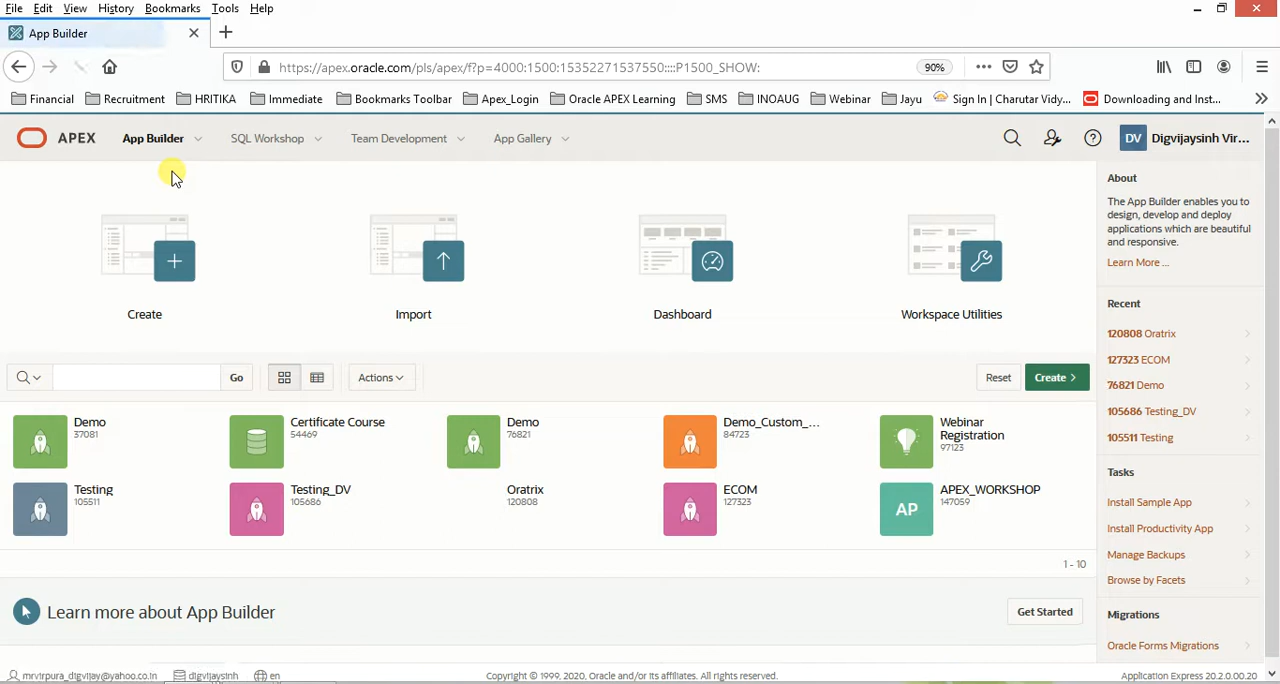 File Edit View History Bookmarks Tools Help
App Builder
https://apex.oracle.com/pls/apex/f?p=4000:1500:15352271537550::::P1500_SHOW: 90%
Financial Recruitment HRITIKA Immediate Bookmarks Toolbar Apex-Login Oracle APEX Learning SMS INOAUG Webinar Jayu Sign In | Charutar Vidy... Downloading and Inst...
APEX App Builder SQL Workshop Team Development App Gallery DV Digvijaysinh Vir...
Create
Import
Dashboard
Workspace Utilities
Go Actions Reset Create
Demo
37081
Certificate Course
54469
Demo
76821
Demo_Custom_...
84723
Webinar
Registration
97123
Testing
105511
Testing_DV
105686
Oratrix
120808
ECOM
127323
AP
APEX_WORKSHOP
147059
1 - 10
Learn more about App Builder
Get Started
About
The App Builder enables you to
design, develop and deploy
applications which are beautiful
and responsive.
Learn More ...
Recent
120808 Oratrix
127323 ECOM
76821 Demo
105686 Testing_DV
105511 Testing
Tasks
Install Sample App
Install Productivity App
Manage Backups
Browse by Facets
Migrations
Oracle Forms Migrations
mrvirpura_digvijay@yahoo.co.in digvijaysinh en Copyright © 1999, 2020, Oracle and/or its affiliates. All rights reserved. Application Express 20.2.0.00.20